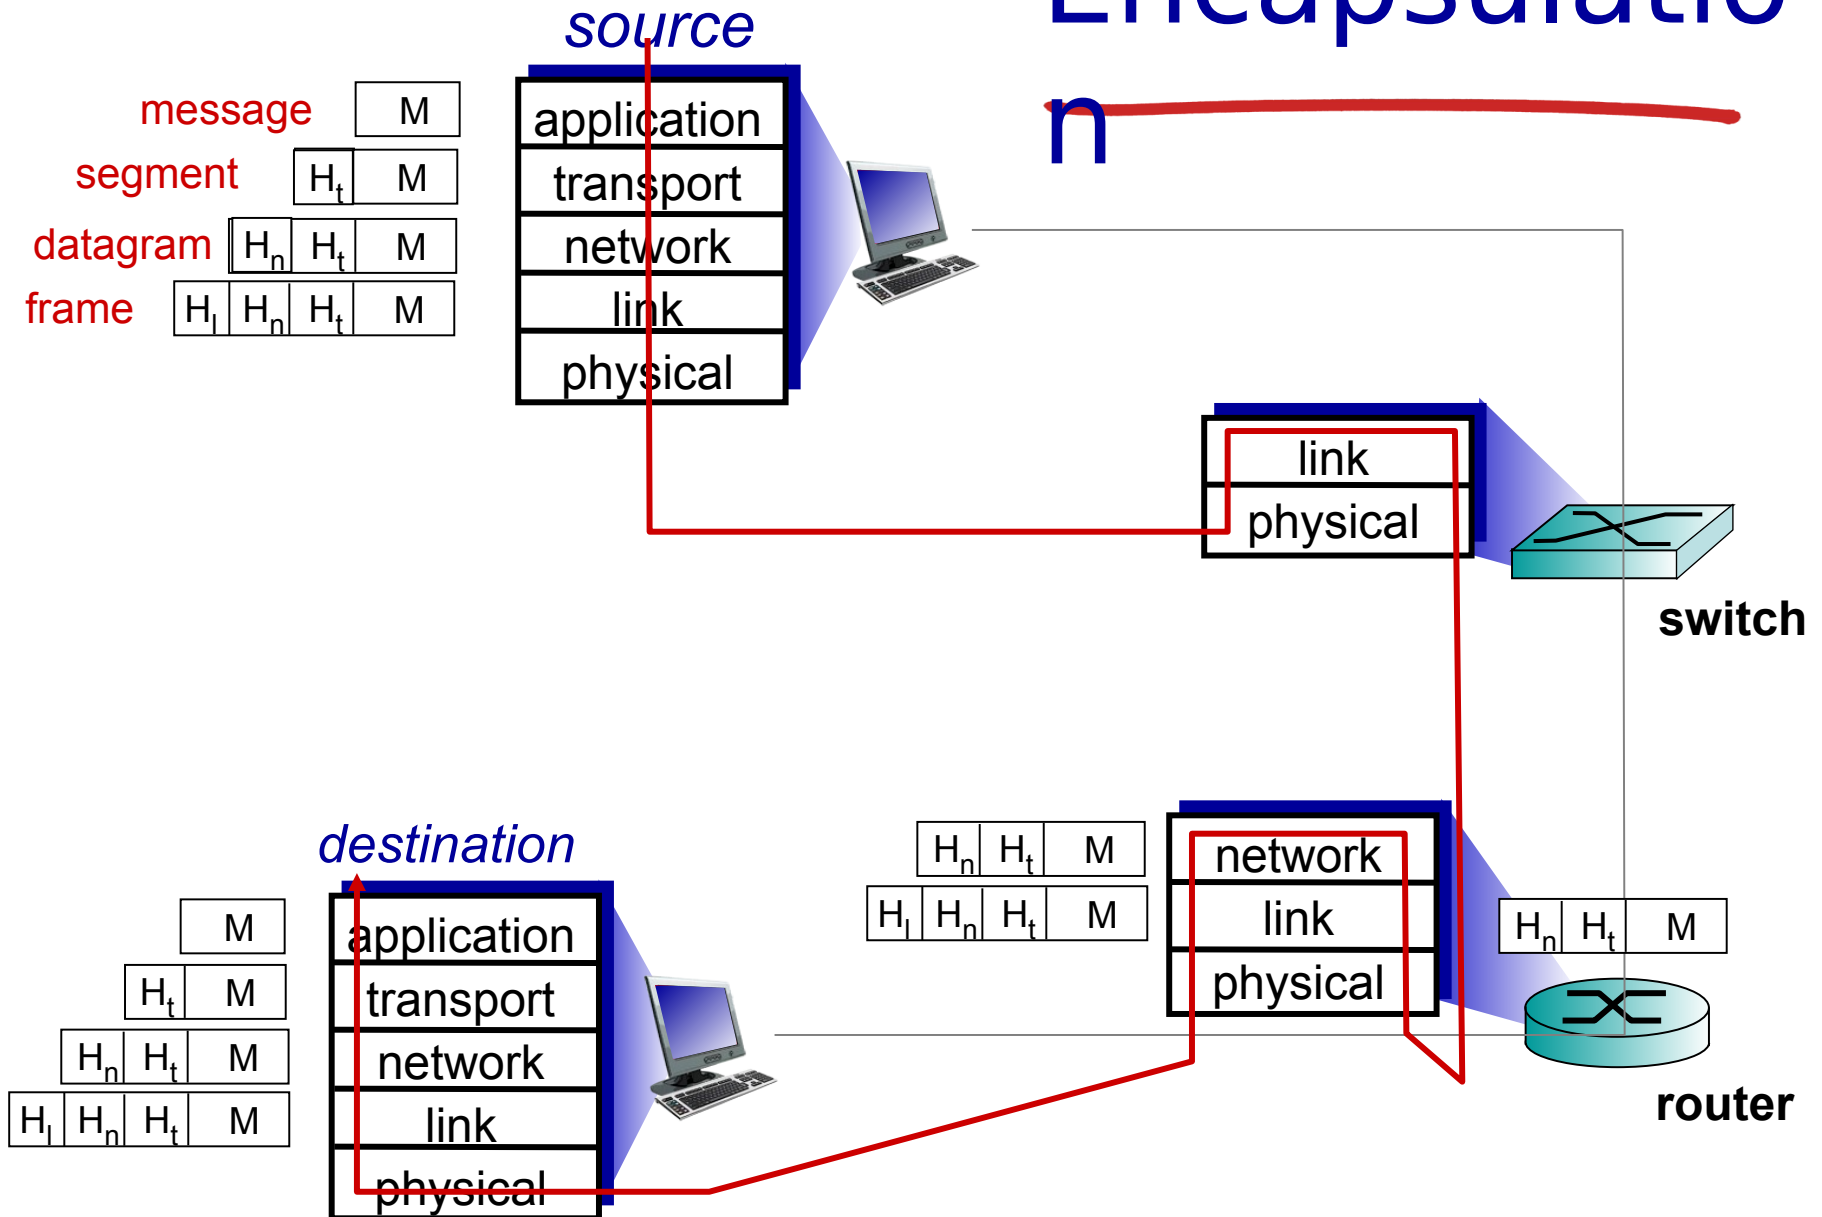 Encapsulatio
n
source
message M
segment Ht M
datagram Hn Ht M
frame Hl Hn Ht M
application
transport
network
link
physical
link
physical
switch
destination
M
Ht M
Hn Ht M
Hl Hn Ht M
application
transport
network
link
physical
Hn Ht M
Hl Hn Ht M
network
link
physical
Hn Ht M
router